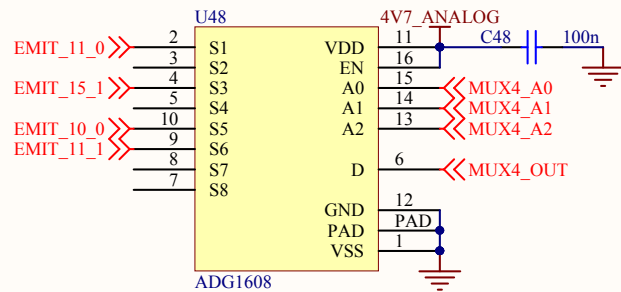 U48
4V7_ANALOG
EMIT_11_0 2 S1 VDD 11 C48 100n
3 S2 EN 16
EMIT_15_1 4 S3 A0 15 MUX4_A0
5 S4 A1 14 MUX4_A1
EMIT_10_0 10 S5 A2 13 MUX4_A2
EMIT_11_1 9 S6
8 S7 D 6 MUX4_OUT
7 S8
GND 12
PAD PAD
VSS 1
ADG1608